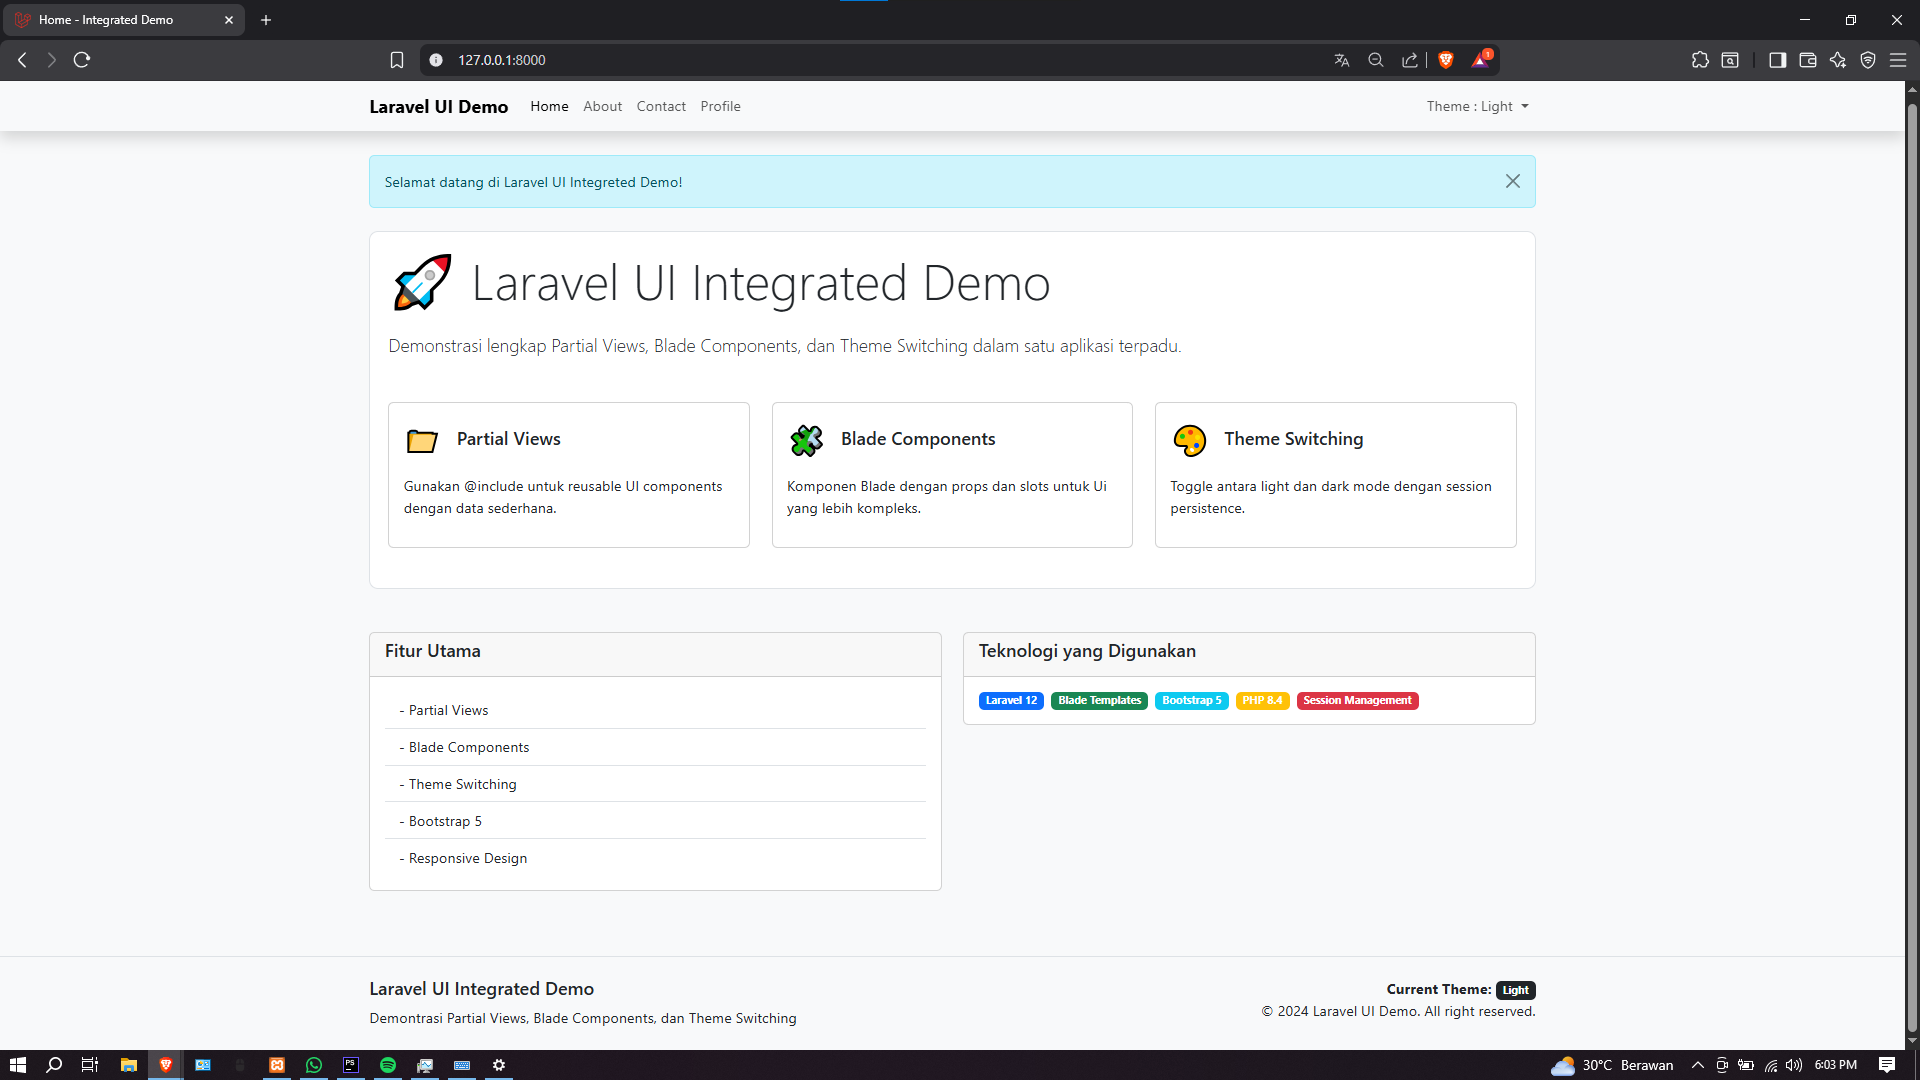 Home - Integrated Demo
127.0.0.1:8000
1
Laravel UI Demo Home About Contact Profile Theme : Light
Selamat datang di Laravel UI Integreted Demo!
Laravel UI Integrated Demo
Demonstrasi lengkap Partial Views, Blade Components, dan Theme Switching dalam satu aplikasi terpadu.
Partial Views
Gunakan @include untuk reusable UI components
dengan data sederhana.
Blade Components
Komponen Blade dengan props dan slots untuk Ui
yang lebih kompleks.
Theme Switching
Toggle antara light dan dark mode dengan session
persistence.
Fitur Utama
- Partial Views
- Blade Components
- Theme Switching
- Bootstrap 5
- Responsive Design
Teknologi yang Digunakan
Laravel 12 Blade Templates Bootstrap 5 PHP 8.4 Session Management
Laravel UI Integrated Demo
Demontrasi Partial Views, Blade Components, dan Theme Switching
Current Theme: Light
© 2024 Laravel UI Demo. All right reserved.
PS
30°C Berawan
6:03 PM